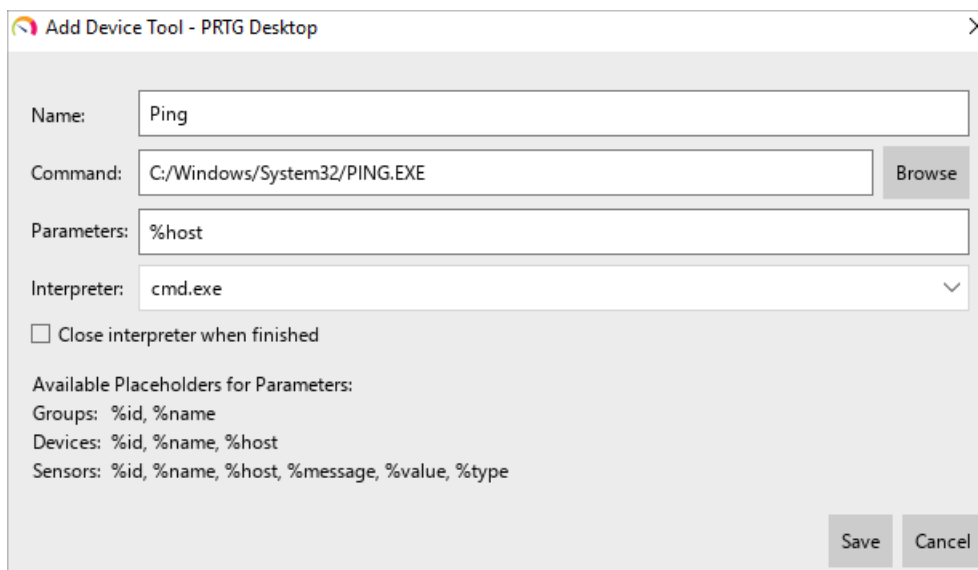 Add Device Tool - PRTG Desktop
Name: Ping
Command: C:/Windows/System32/PING.EXE Browse
Parameters: %host
Interpreter: cmd.exe
Close interpreter when finished
Available Placeholders for Parameters:
Groups: %id, %name
Devices: %id, %name, %host
Sensors: %id, %name, %host, %message, %value, %type
Save Cancel